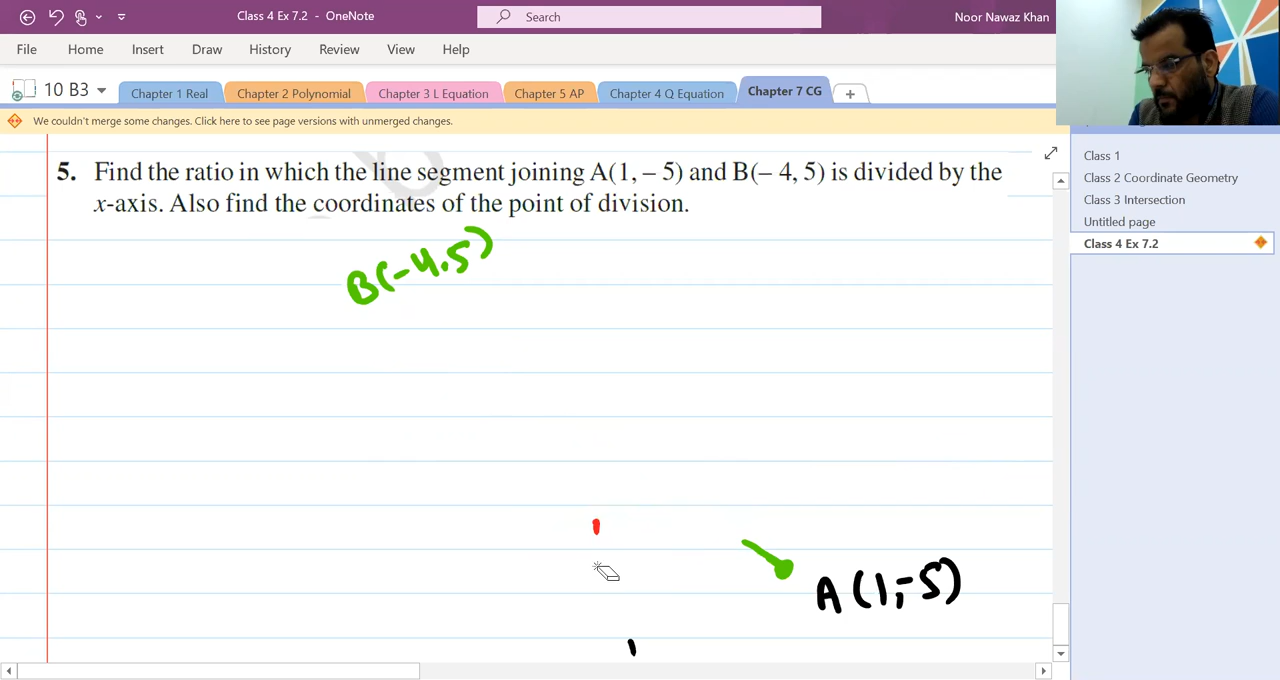 Class 4 Ex 7.2 - OneNote
Search
Noor Nawaz Khan
File Home Insert Draw History Review View Help
10 B3
Chapter 1 Real
Chapter 2 Polynomial
Chapter 3 L Equation
Chapter 5 AP
Chapter 4 Q Equation
Chapter 7 CG
We couldn't merge some changes. Click here to see page versions with unmerged changes.
5. Find the ratio in which the line segment joining A(1, – 5) and B(– 4, 5) is divided by the
x-axis. Also find the coordinates of the point of division.
B(-4,5)
A(1,-5)
Class 1
Class 2 Coordinate Geometry
Class 3 Intersection
Untitled page
Class 4 Ex 7.2